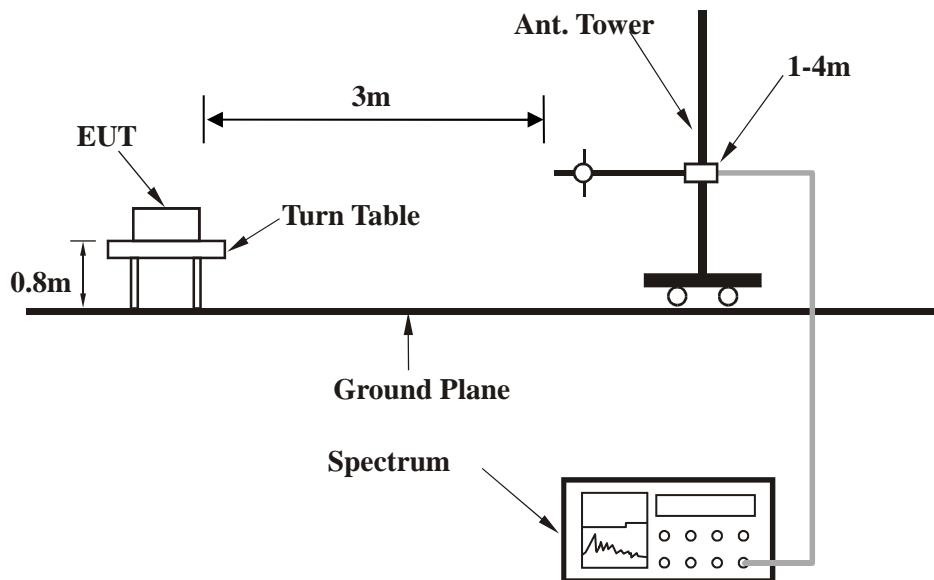 Ant. Tower
1-4m
3m
EUT
Turn Table
0.8m
Ground Plane
Spectrum